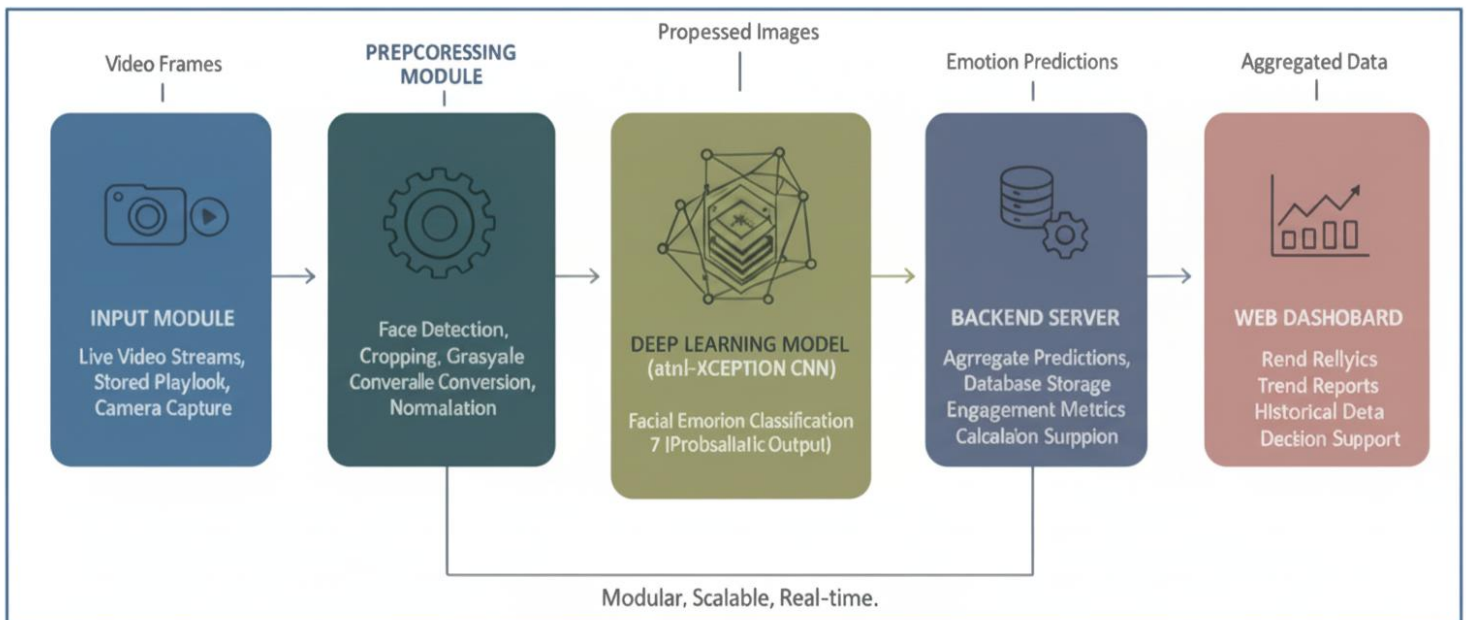 Video Frames
PREPCORESSING
MODULE
Propessed Images
Emotion Predictions
Aggregated Data
INPUT MODULE
Live Video Streams,
Stored Playlook,
Camera Capture
Face Detection,
Cropping, Grasyale
Converalle Conversion,
Normalation
DEEP LEARNING MODEL
(atnl-XCEPTION CNN)
Facial Emorion Classification
7 (Probsallalic Output)
BACKEND SERVER
Agrregate Predictions,
Database Storage
Engagement Mettics
Calcalaion Surppion
WEB DASHOBARD
Rend Rellyics
Trend Reports
Historical Deta
Decision Support
Modular, Scalable, Real-time.